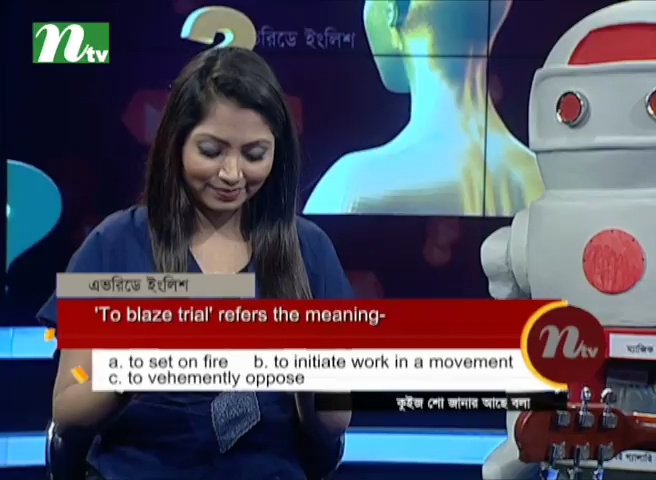 ntv
এভরিডে ইংলিশ
এভরিডে ইংলিশ
'To blaze trial' refers the meaning-
a. to set on fire b. to initiate work in a movement
c. to vehemently oppose
ntv
কুইজ শো জানার আছে বলা